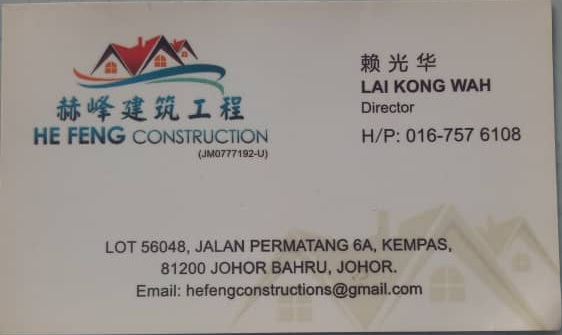 赫峰建筑工程
HE FENG CONSTRUCTION
(JM0777192-U)
赖光华
LAI KONG WAH
Director
H/P: 016-757 6108
LOT 56048, JALAN PERMATANG 6A, KEMPAS,
81200 JOHOR BAHRU, JOHOR.
Email: hefengconstructions@gmail.com